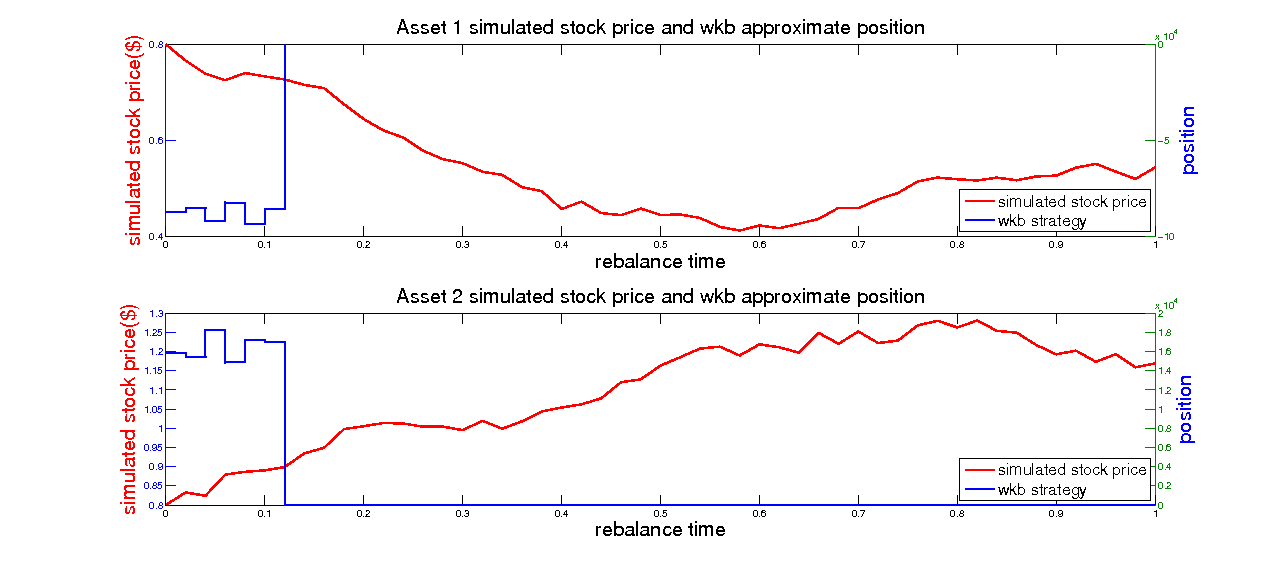 Asset 1 simulated stock price and wkb approximate position
x 10^4
0.8
0.6
0.4
0
-5
-10
simulated stock price($)
position
simulated stock price
wkb strategy
0 0.1 0.2 0.3 0.4 0.5 0.6 0.7 0.8 0.9 1
rebalance time
Asset 2 simulated stock price and wkb approximate position
x 10^4
1.3
1.25
1.2
1.15
1.1
1.05
1
0.95
0.9
0.85
0.8
2
1.8
1.6
1.4
1.2
1
0.8
0.6
0.4
0.2
0
simulated stock price($)
position
simulated stock price
wkb strategy
0 0.1 0.2 0.3 0.4 0.5 0.6 0.7 0.8 0.9 1
rebalance time